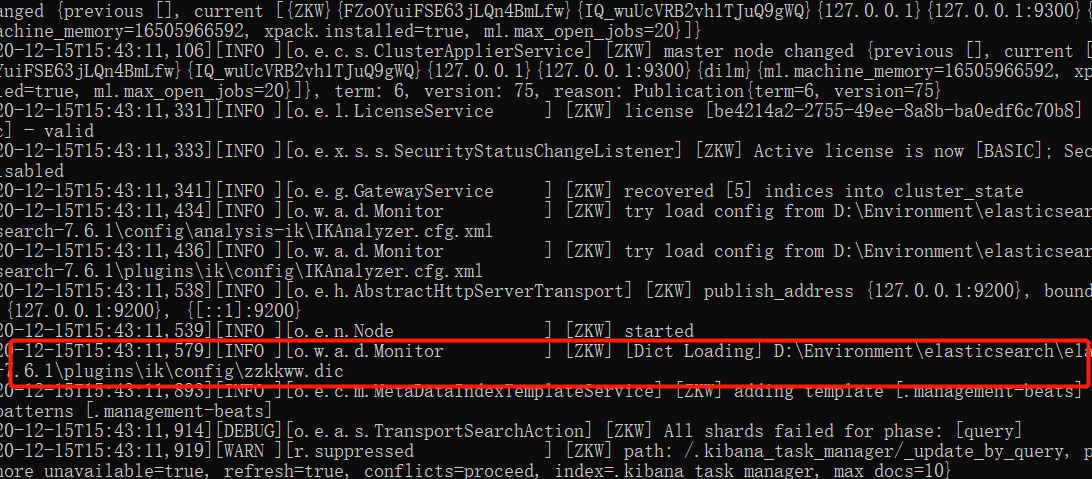 anged {previous [], current [{ZKW}{FZoOYuiFSE63jLQn4BmLfw}{IQ_wuUcVRB2vhlTJuQ9gWQ}{127.0.0.1}{127.0.0.1:9300}{
achine_memory=16505966592, xpack.installed=true, ml.max_open_jobs=20}]}
20-12-15T15:43:11,106][INFO ][o.e.c.s.ClusterApplierService] [ZKW] master node changed {previous [], current [
YuiFSE63jLQn4BmLfw}{IQ_wuUcVRB2vhlTJuQ9gWQ}{127.0.0.1}{127.0.0.1:9300}{dilm}{ml.machine_memory=16505966592, xp
led=true, ml.max_open_jobs=20}]}, term: 6, version: 75, reason: Publication{term=6, version=75}
20-12-15T15:43:11,331][INFO ][o.e.l.LicenseService     ] [ZKW] license [be4214a2-2755-49ee-8a8b-ba0edf6c70b8]
c] - valid
20-12-15T15:43:11,333][INFO ][o.e.x.s.s.SecurityStatusChangeListener] [ZKW] Active license is now [BASIC]; Sec
isabled
20-12-15T15:43:11,341][INFO ][o.e.g.GatewayService     ] [ZKW] recovered [5] indices into cluster_state
20-12-15T15:43:11,434][INFO ][o.w.a.d.Monitor          ] [ZKW] try load config from D:\Environment\elasticsear
search-7.6.1\config\analysis-ik\IKAnalyzer.cfg.xml
20-12-15T15:43:11,436][INFO ][o.w.a.d.Monitor          ] [ZKW] try load config from D:\Environment\elasticsear
search-7.6.1\plugins\ik\config\IKAnalyzer.cfg.xml
20-12-15T15:43:11,538][INFO ][o.e.h.AbstractHttpServerTransport] [ZKW] publish_address {127.0.0.1:9200}, bound
{127.0.0.1:9200}, {[::1]:9200}
20-12-15T15:43:11,539][INFO ][o.e.n.Node               ] [ZKW] started
20-12-15T15:43:11,579][INFO ][o.w.a.d.Monitor          ] [ZKW] [Dict Loading] D:\Environment\elasticsearch\ela
-7.6.1\plugins\ik\config\zzkkww.dic
20-12-15T15:43:11,893][INFO ][o.e.c.m.MetaDataIndexTemplateService] [ZKW] adding template [.management-beats]
patterns [.management-beats]
20-12-15T15:43:11,914][DEBUG][o.e.a.s.TransportSearchAction] [ZKW] All shards failed for phase: [query]
20-12-15T15:43:11,919][WARN ][r.suppressed             ] [ZKW] path: /.kibana_task_manager/_update_by_query, p
nore_unavailable=true, refresh=true, conflicts=proceed, index=.kibana_task_manager, max_docs=10}